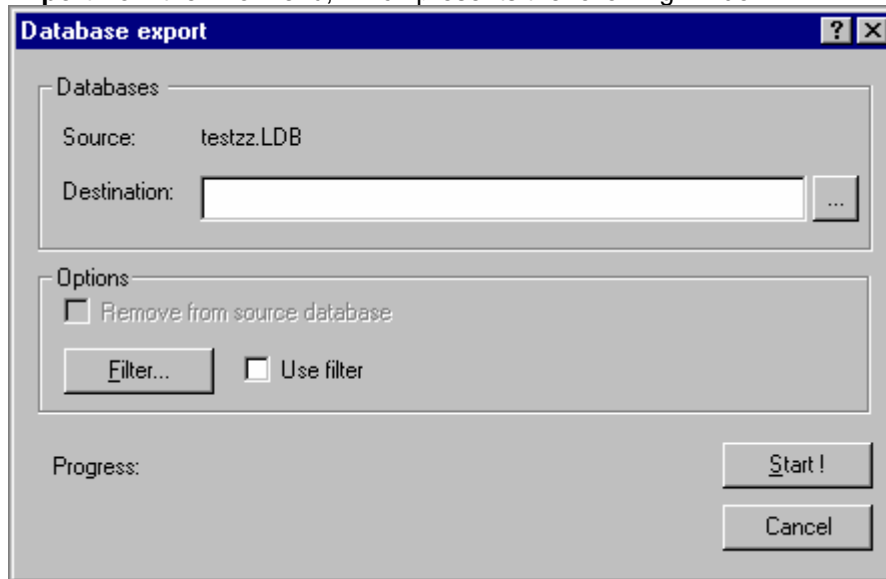 Database export
Databases
Source: testzz.LDB
Destination: ...
Options
Remove from source database
Filter... Use filter
Progress: Start !
Cancel